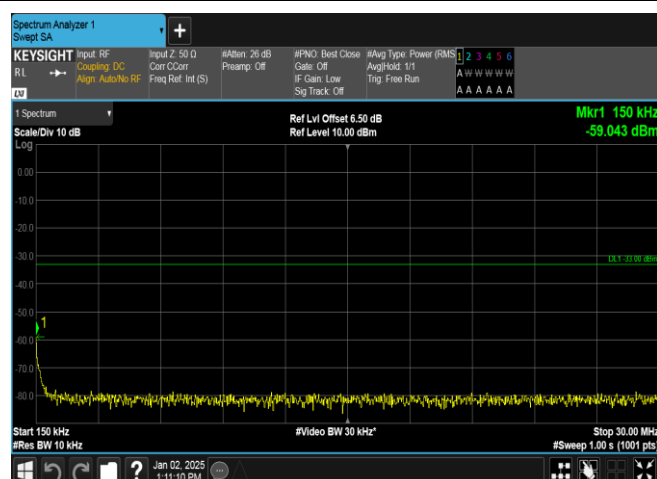 Spectrum Analyzer 1
Swept SA
+
KEYSIGHT
RL
LXI
Input: RF
Coupling: DC
Align: Auto/No RF
Input Z: 50 Ω
Corr CCorr
Freq Ref: Int (S)
#Atten: 26 dB
Preamp: Off
#PNO: Best Close
Gate: Off
IF Gain: Low
Sig Track: Off
#Avg Type: Power (RMS
Avg|Hold: 1/1
Trig: Free Run
1 2 3 4 5 6
A W W W W W
A A A A A A
1 Spectrum
Scale/Div 10 dB
Log
Ref Lvl Offset 6.50 dB
Ref Level 10.00 dBm
Mkr1 150 kHz
-59.043 dBm
0.00
-10.0
-20.0
-30.0
DL1 -33.00 dBm
-40.0
-50.0
1
-60.0
-70.0
-80.0
Start 150 kHz
#Res BW 10 kHz
#Video BW 30 kHz*
Stop 30.00 MHz
#Sweep 1.00 s (1001 pts)
?
Jan 02, 2025
1:11:10 PM